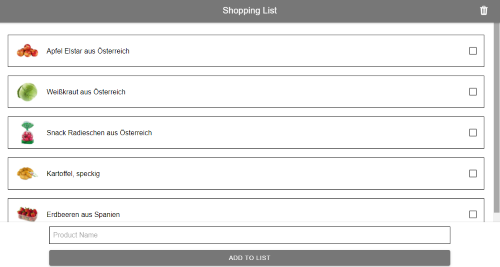 Shopping List
Apfel Elstar aus Österreich
Weißkraut aus Österreich
Snack Radieschen aus Österreich
Kartoffel, speckig
Erdbeeren aus Spanien
Product Name
ADD TO LIST